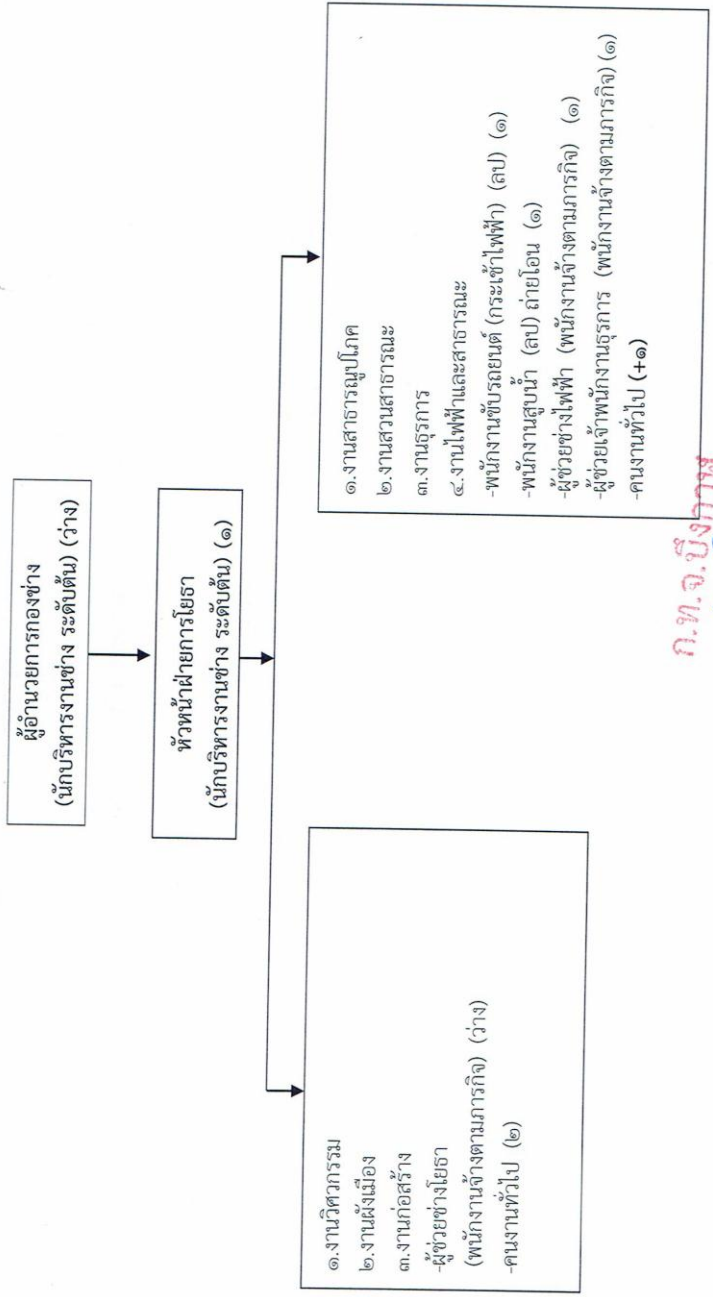 ผู้อำนวยการกองช่าง
(นักบริหารงานช่าง ระดับต้น) (ว่าง)
หัวหน้าฝ่ายการโยธา
(นักบริหารงานช่าง ระดับต้น) (๑)
๑.งานวิศวกรรม
๒.งานผังเมือง
๓.งานก่อสร้าง
-ผู้ช่วยช่างโยธา
(พนักงานจ้างตามภารกิจ) (ว่าง)
-คนงานทั่วไป (๒)
๑.งานสาธารณูปโภค
๒.งานสวนสาธารณะ
๓.งานธุรการ
๔.งานไฟฟ้าและสาธารณะ
-พนักงานขับรถยนต์ (กระเช้าไฟฟ้า) (ลป) (๑)
-พนักงานสูบน้ำ (ลป) ถ่ายโอน (๑)
-ผู้ช่วยช่างไฟฟ้า (พนักงานจ้างตามภารกิจ) (๑)
-ผู้ช่วยเจ้าพนักงานธุรการ (พนักงานจ้างตามภารกิจ) (๑)
-คนงานทั่วไป (+๑)
ก.ท.จ.บึงกาฬ